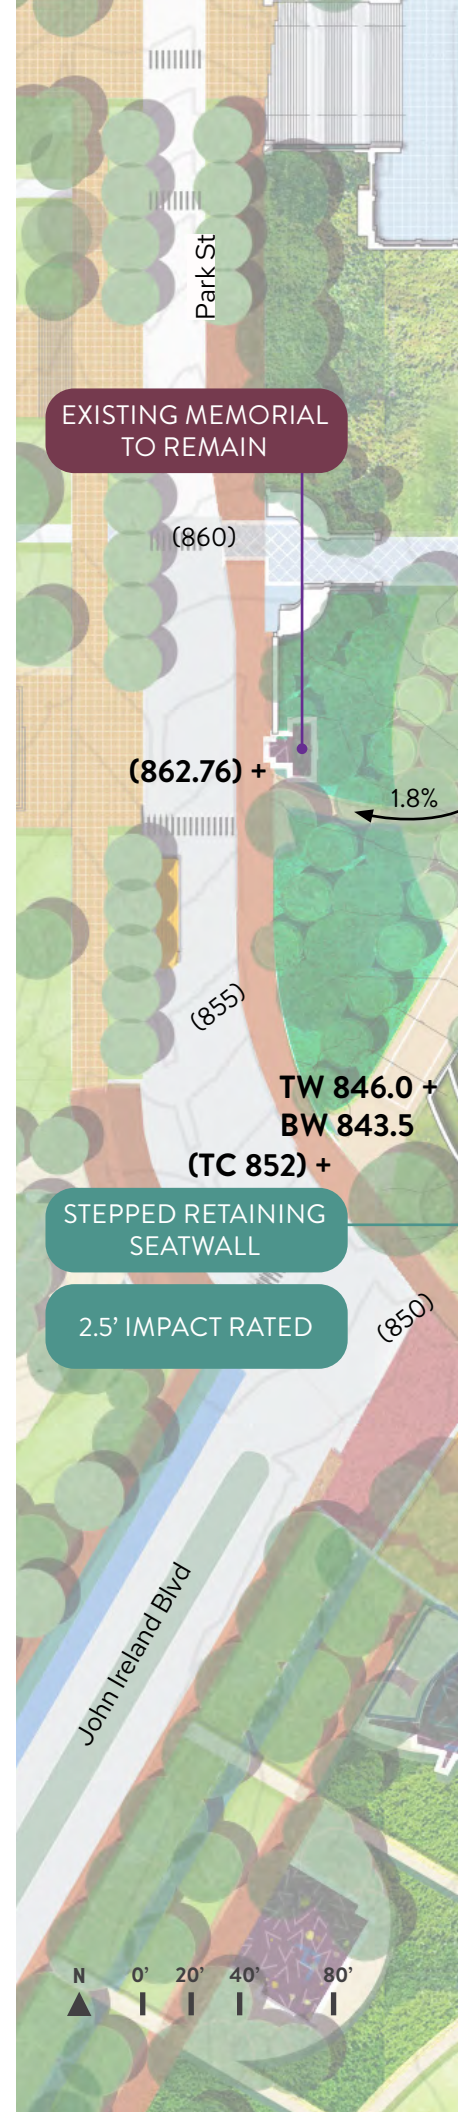 Park St
EXISTING MEMORIAL
TO REMAIN
(860)
(862.76) +
1.8%
(855)
TW 846.0 +
BW 843.5
(TC 852) +
STEPPED RETAINING
SEATWALL
2.5’ IMPACT RATED
(850)
John Ireland Blvd
N 0’ 20’ 40’ 80’